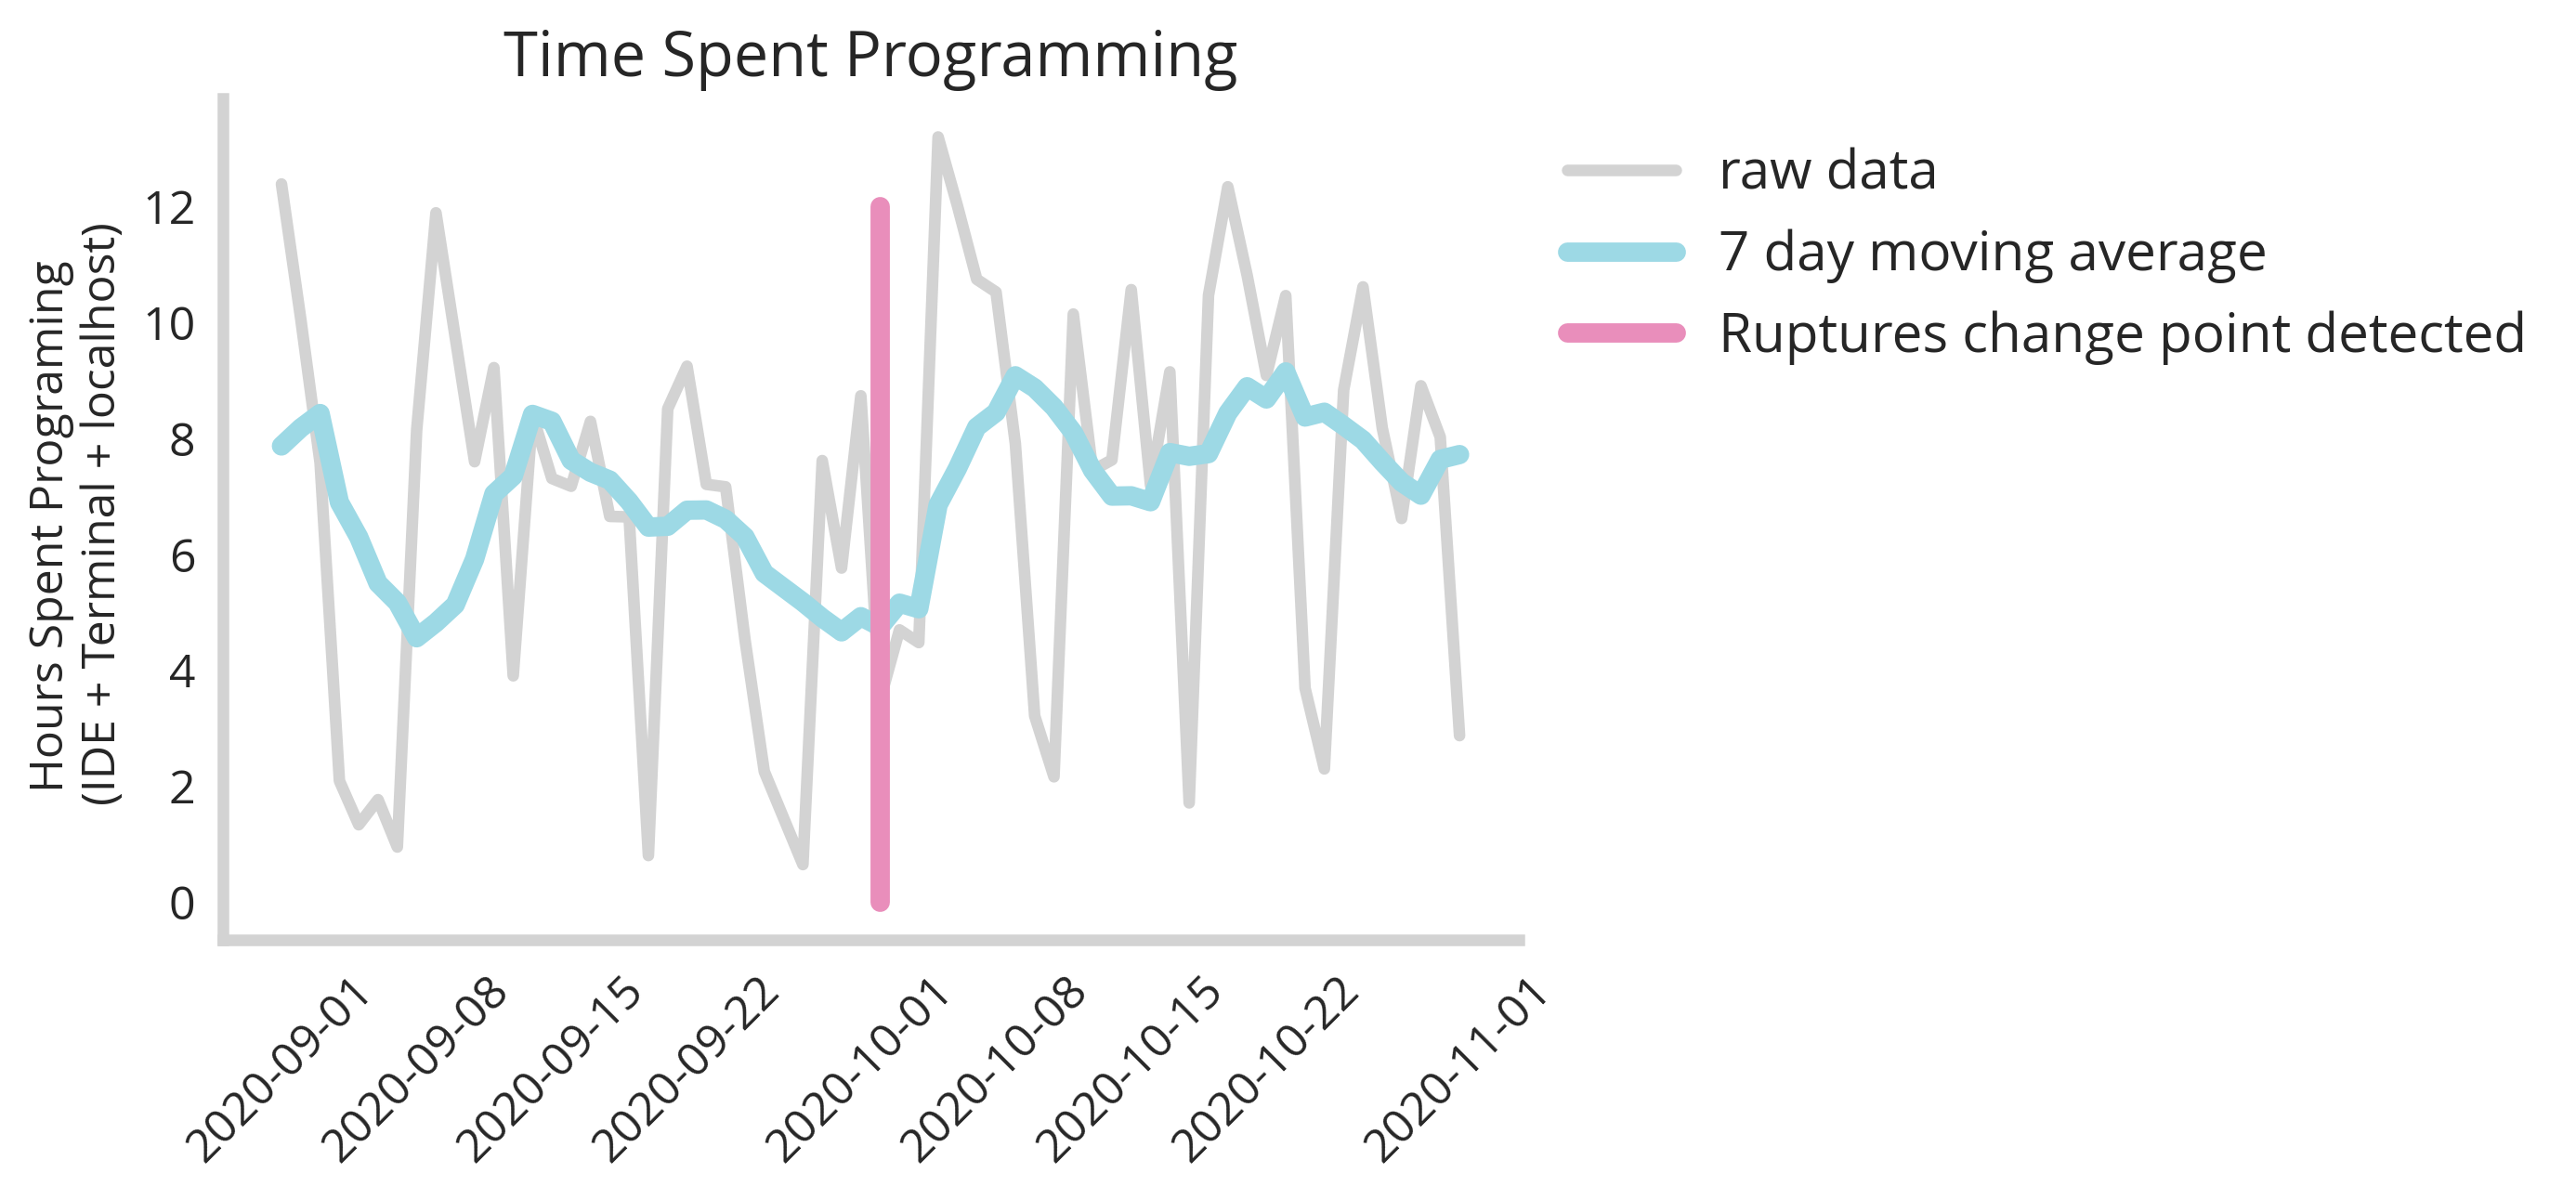 Time Spent Programming
Hours Spent Programing
(IDE + Terminal + localhost)
12
10
8
6
4
2
0
2020-09-01
2020-09-08
2020-09-15
2020-09-22
2020-10-01
2020-10-08
2020-10-15
2020-10-22
2020-11-01
raw data
7 day moving average
Ruptures change point detected